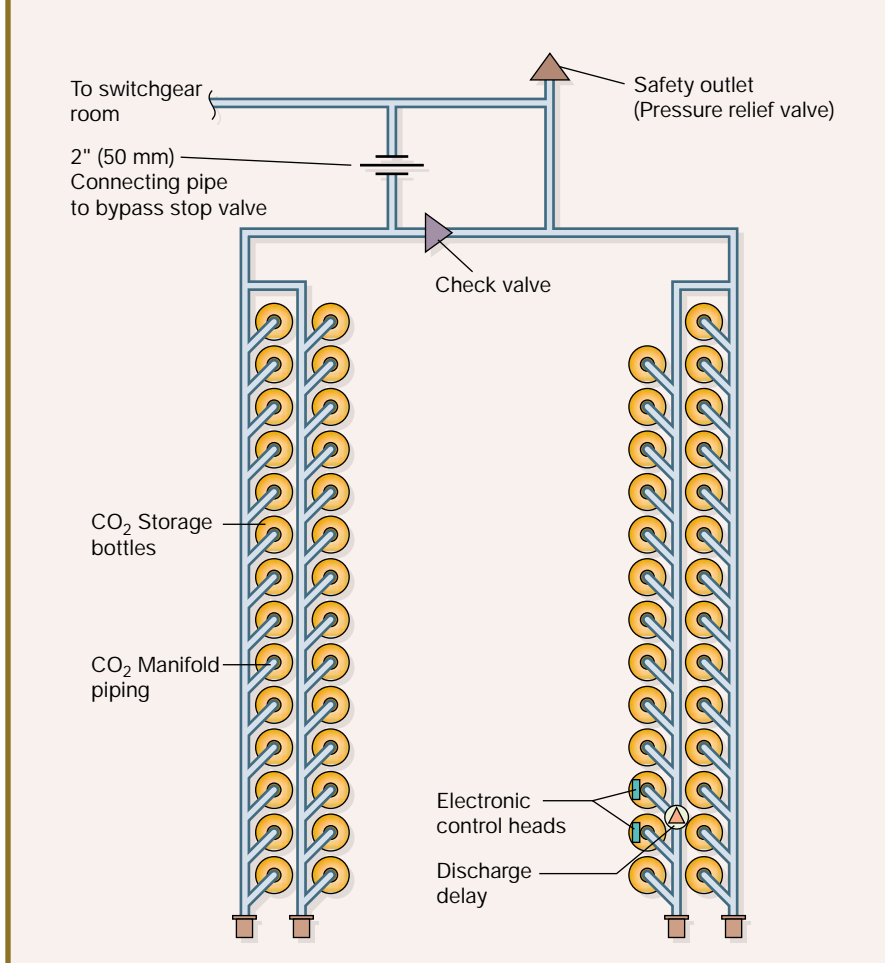 To switchgear
room
Safety outlet
(Pressure relief valve)
2" (50 mm)
Connecting pipe
to bypass stop valve
Check valve
CO₂ Storage
bottles
CO₂ Manifold
piping
Electronic
control heads
Discharge
delay